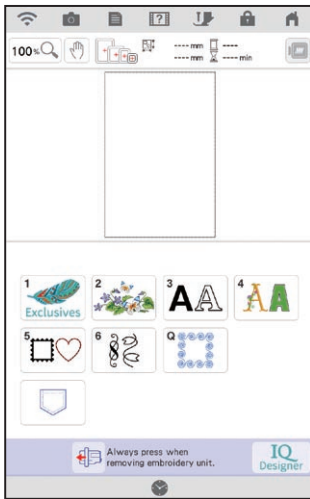 ?
100%
---- mm ----
---- mm ---- min
1 2 3 4
Exclusives AA AA
5 6 Q
Always press when
removing embroidery unit.
IQ
Designer